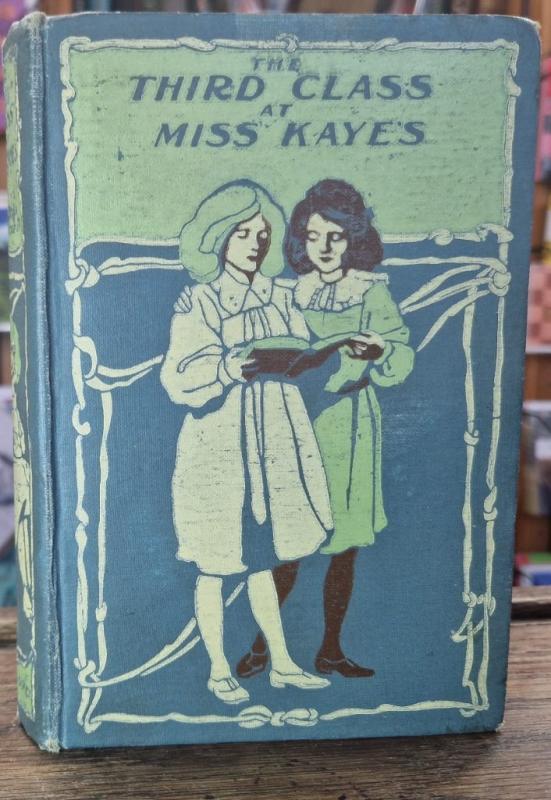 THE
THIRD CLASS
AT
MISS KAYE'S